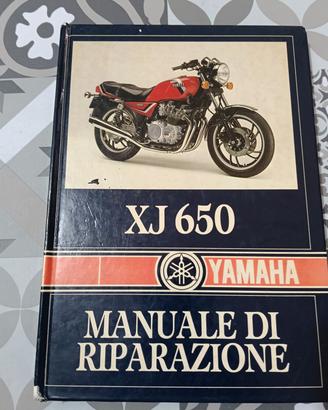 XJ 650
YAMAHA
MANUALE DI
RIPARAZIONE